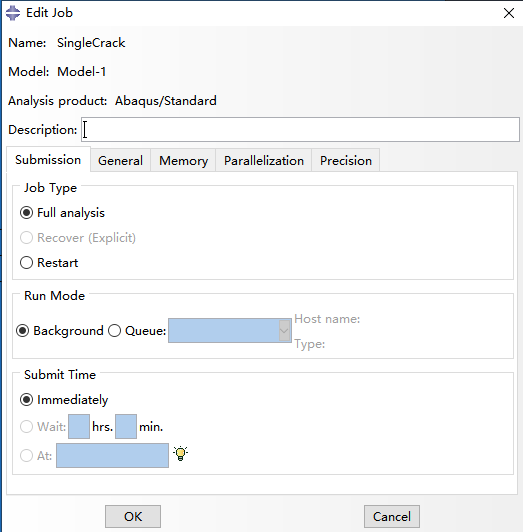 Edit Job
Name: SingleCrack
Model: Model-1
Analysis product: Abaqus/Standard
Description:
Submission General Memory Parallelization Precision
Job Type
Full analysis
Recover (Explicit)
Restart
Run Mode
Background Queue: Host name:
Type:
Submit Time
Immediately
Wait: hrs. min.
At:
OK Cancel